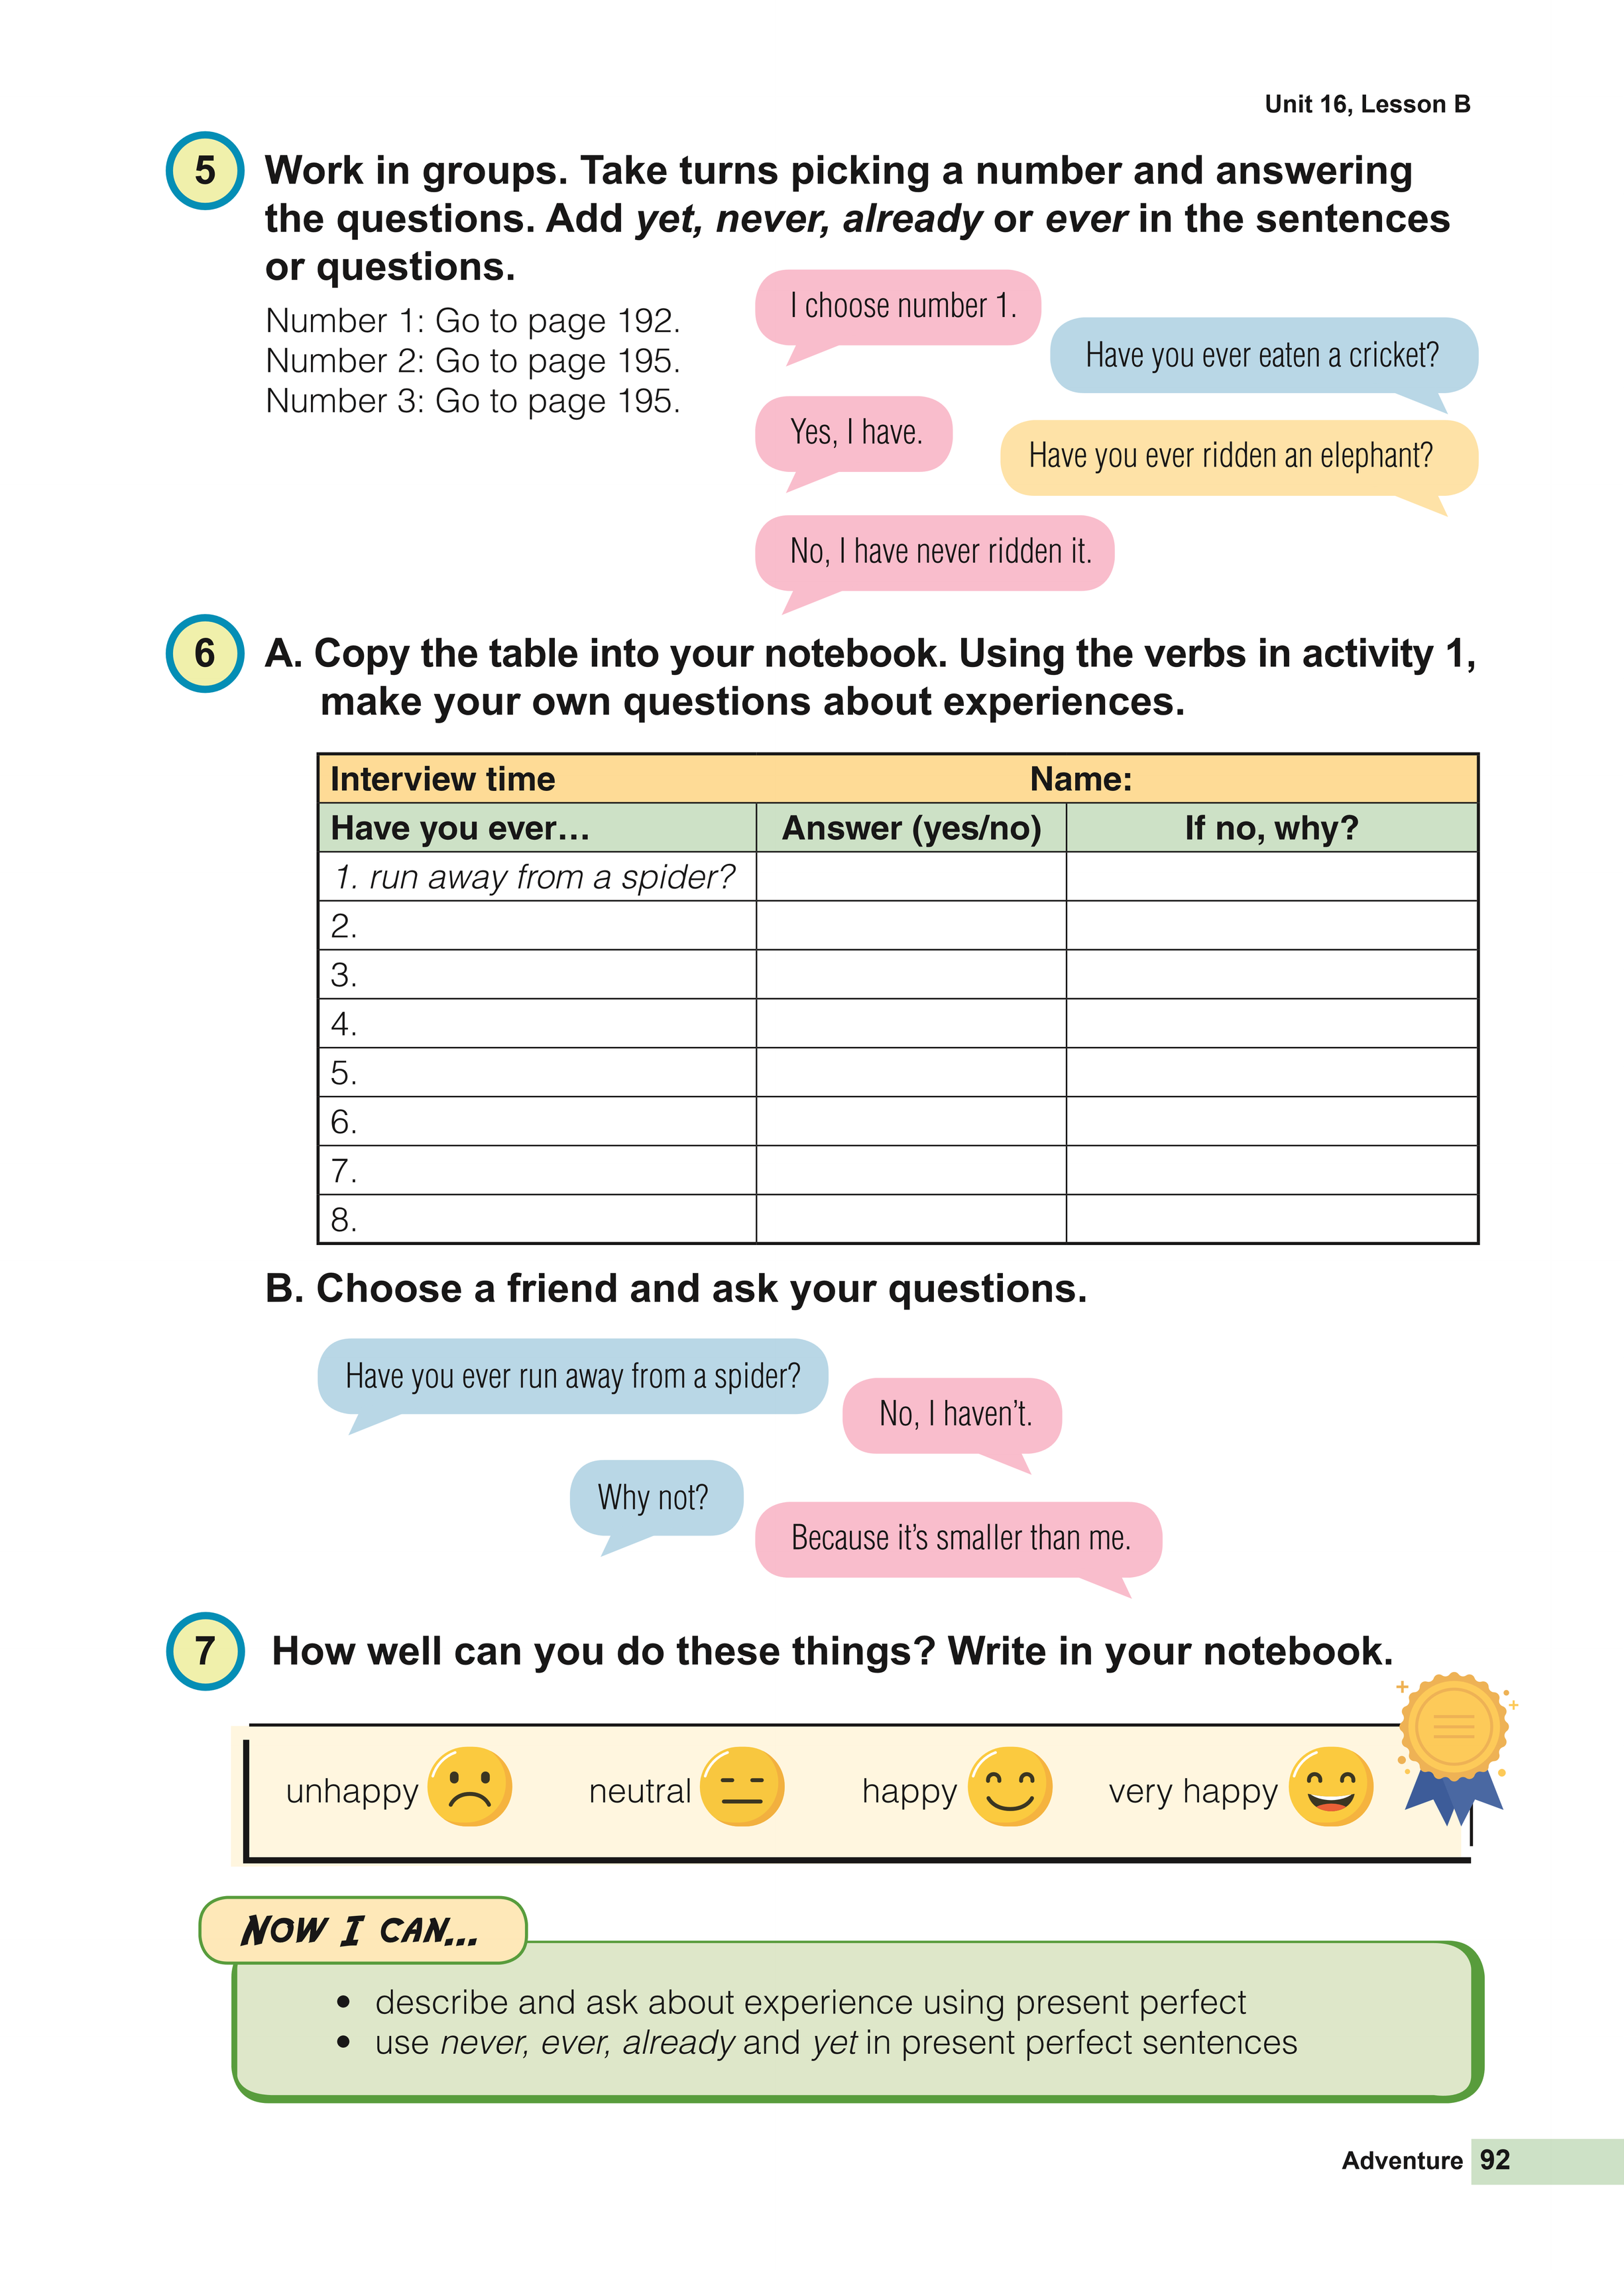 Unit 16, Lesson B
5
Work in groups. Take turns picking a number and answering
the questions. Add yet, never, already or ever in the sentences
or questions.
Number 1: Go to page 192.
Number 2: Go to page 195.
Number 3: Go to page 195.
I choose number 1.
Have you ever eaten a cricket?
Yes, I have.
Have you ever ridden an elephant?
No, I have never ridden it.
6
A. Copy the table into your notebook. Using the verbs in activity 1,
make your own questions about experiences.
Interview time Name:
Have you ever... Answer (yes/no) If no, why?
1. run away from a spider?
2.
3.
4.
5.
6.
7.
8.
B. Choose a friend and ask your questions.
Have you ever run away from a spider?
No, I haven't.
Why not?
Because it's smaller than me.
7
How well can you do these things? Write in your notebook.
unhappy neutral happy very happy
NOW I CAN...
• describe and ask about experience using present perfect
• use never, ever, already and yet in present perfect sentences
Adventure 92